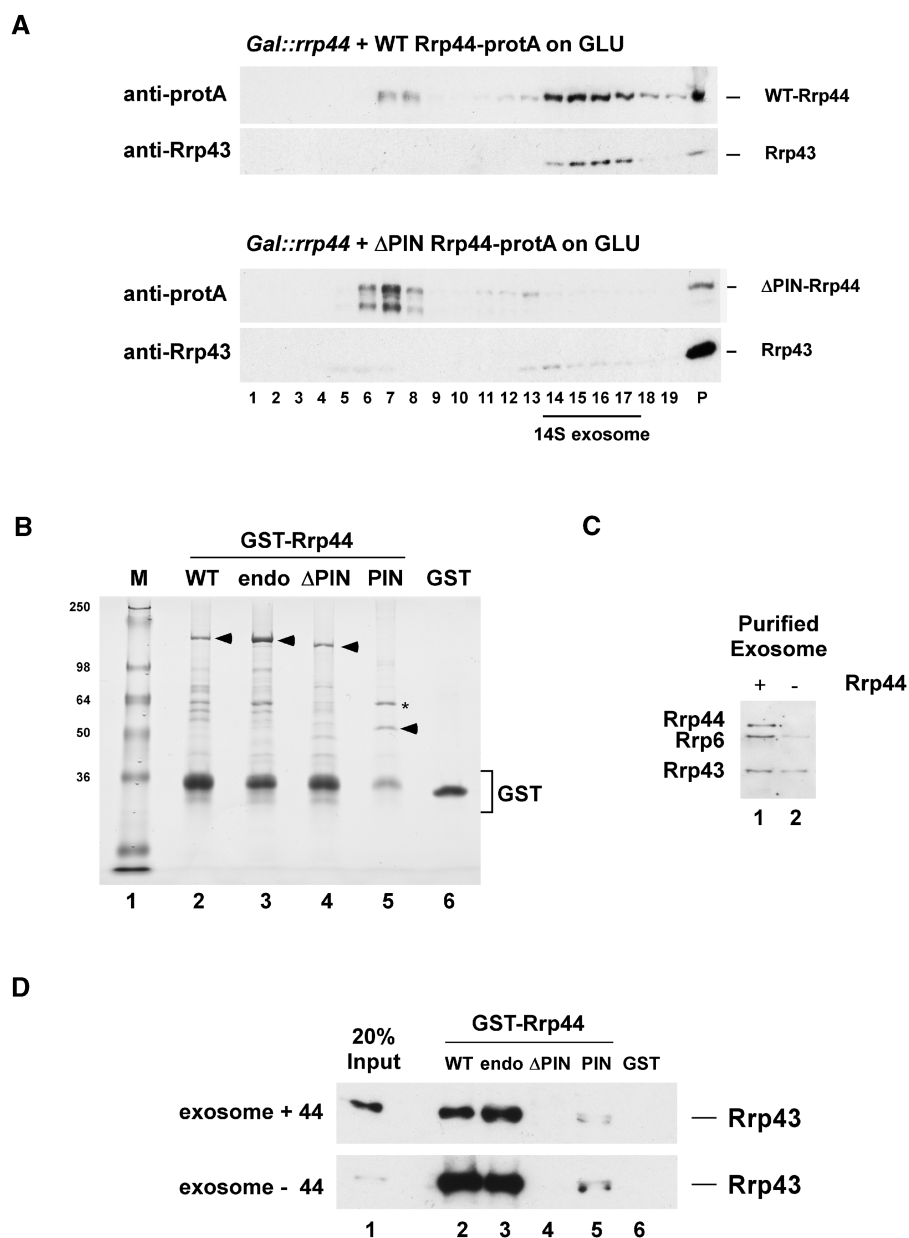 A
Gal::rrp44 + WT Rrp44-protA on GLU
anti-protA – WT-Rrp44
anti-Rrp43 – Rrp43
Gal::rrp44 + ΔPIN Rrp44-protA on GLU
anti-protA – ΔPIN-Rrp44
anti-Rrp43 – Rrp43
1 2 3 4 5 6 7 8 9 10 11 12 13 14 15 16 17 18 19 P
14S exosome
B
GST-Rrp44
M WT endo ΔPIN PIN GST
250
98
64
*
50
36
GST
1 2 3 4 5 6
C
Purified
Exosome
+ - Rrp44
Rrp44
Rrp6
Rrp43
1 2
D
20%
Input
GST-Rrp44
WT endo ΔPIN PIN GST
exosome + 44 — Rrp43
exosome - 44 — Rrp43
1 2 3 4 5 6